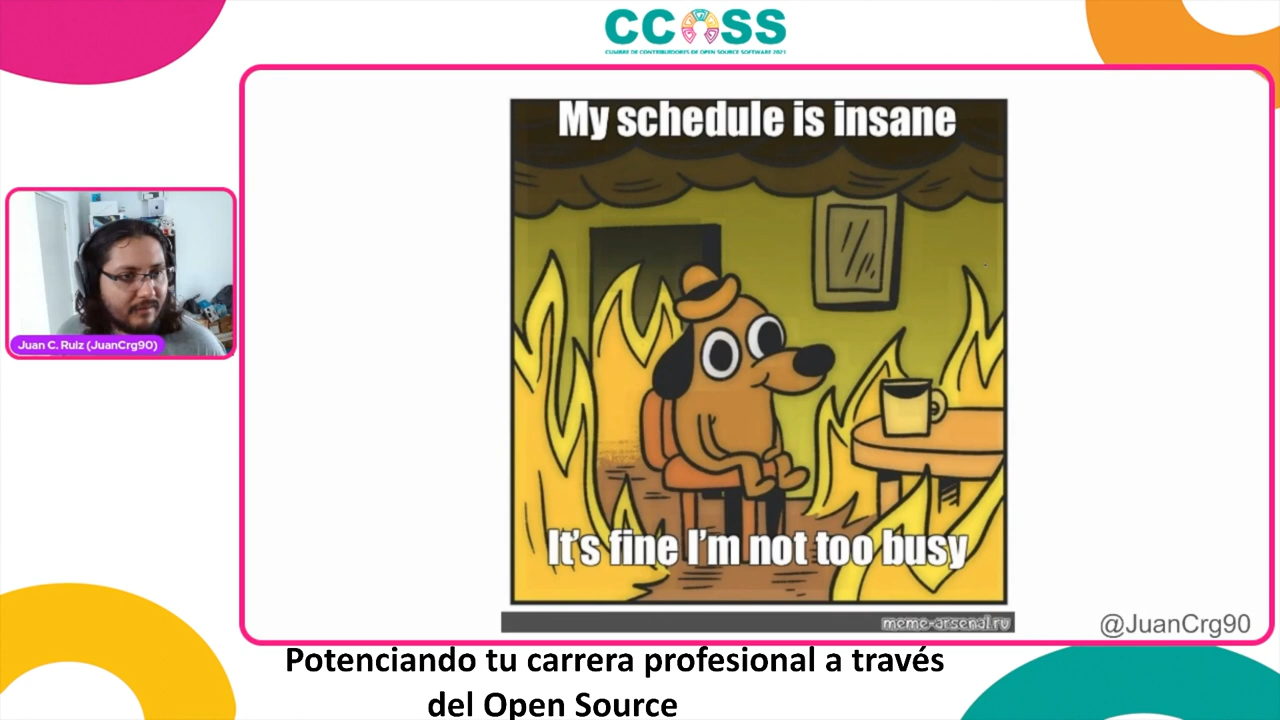 CCOSS
CUMBRE DE CONTRIBUIDORES DE OPEN SOURCE SOFTWARE 2021
My schedule is insane
Juan C. Ruiz (JuanCrg90)
It's fine I'm not too busy
meme-arsenal.ru
@JuanCrg90
Potenciando tu carrera profesional a través
del Open Source